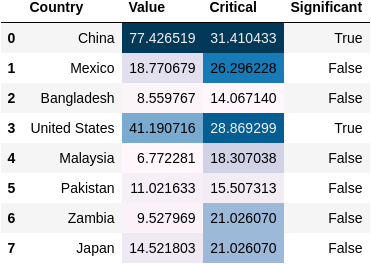 Country Value Critical Significant
0 China 77.426519 31.410433 True
1 Mexico 18.770679 26.296228 False
2 Bangladesh 8.559767 14.067140 False
3 United States 41.190716 28.869299 True
4 Malaysia 6.772281 18.307038 False
5 Pakistan 11.021633 15.507313 False
6 Zambia 9.527969 21.026070 False
7 Japan 14.521803 21.026070 False